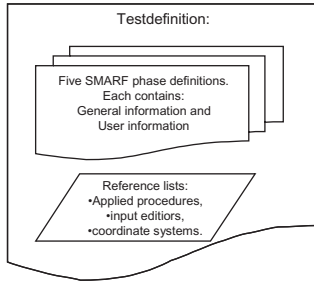 Testdefinition:
Five SMARF phase definitions.
Each contains:
General information and
User information
Reference lists:
•Applied procedures,
•input editiors,
•coordinate systems.